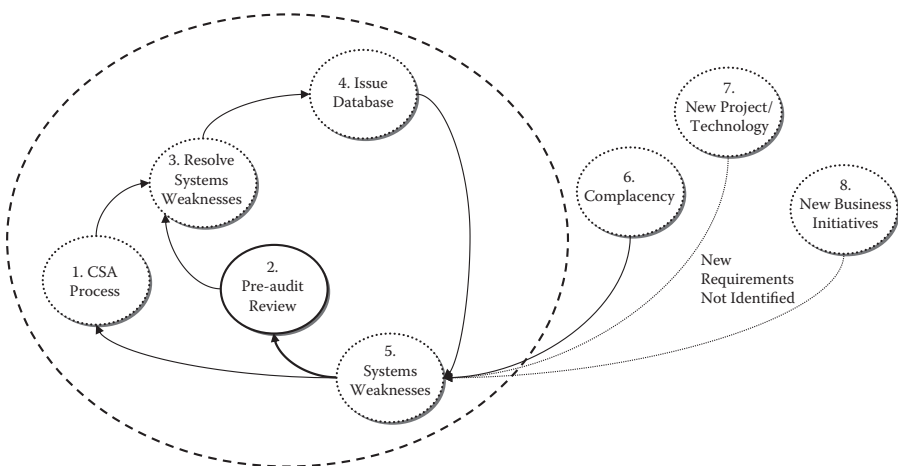 4. Issue
Database
7.
New Project/
Technology
3. Resolve
Systems
Weaknesses
6.
Complacency
8.
New Business
Initiatives
1. CSA
Process
2.
Pre-audit
Review
New
Requirements
Not Identified
5.
Systems
Weaknesses